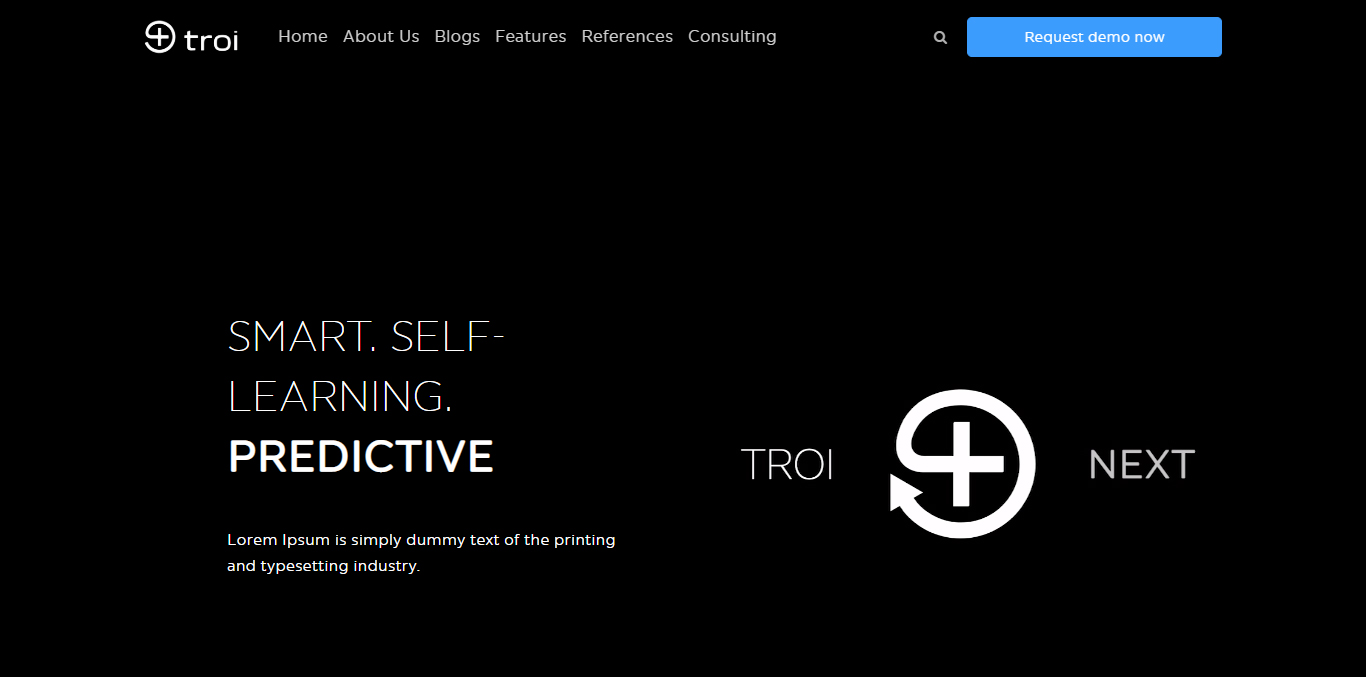 troi
Home About Us Blogs Features References Consulting
Request demo now
SMART. SELF-
LEARNING.
PREDICTIVE
Lorem Ipsum is simply dummy text of the printing
and typesetting industry.
TROI NEXT